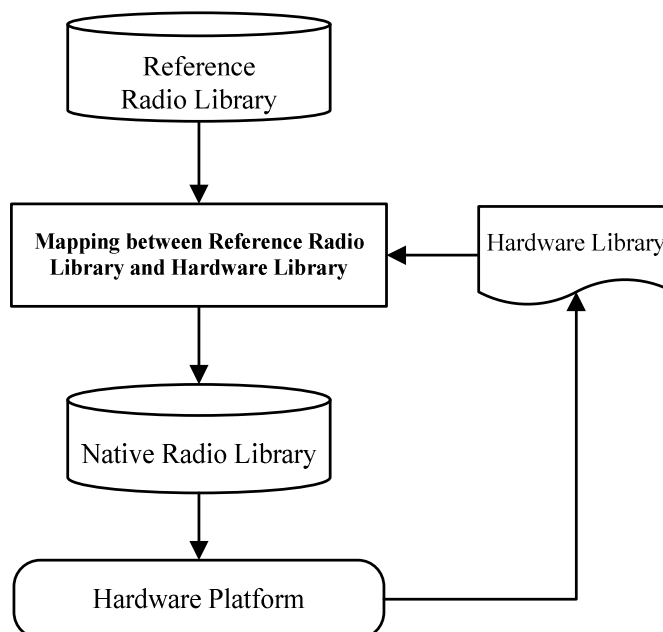 Reference
Radio Library
Mapping between Reference Radio
Library and Hardware Library
Hardware Library
Native Radio Library
Hardware Platform